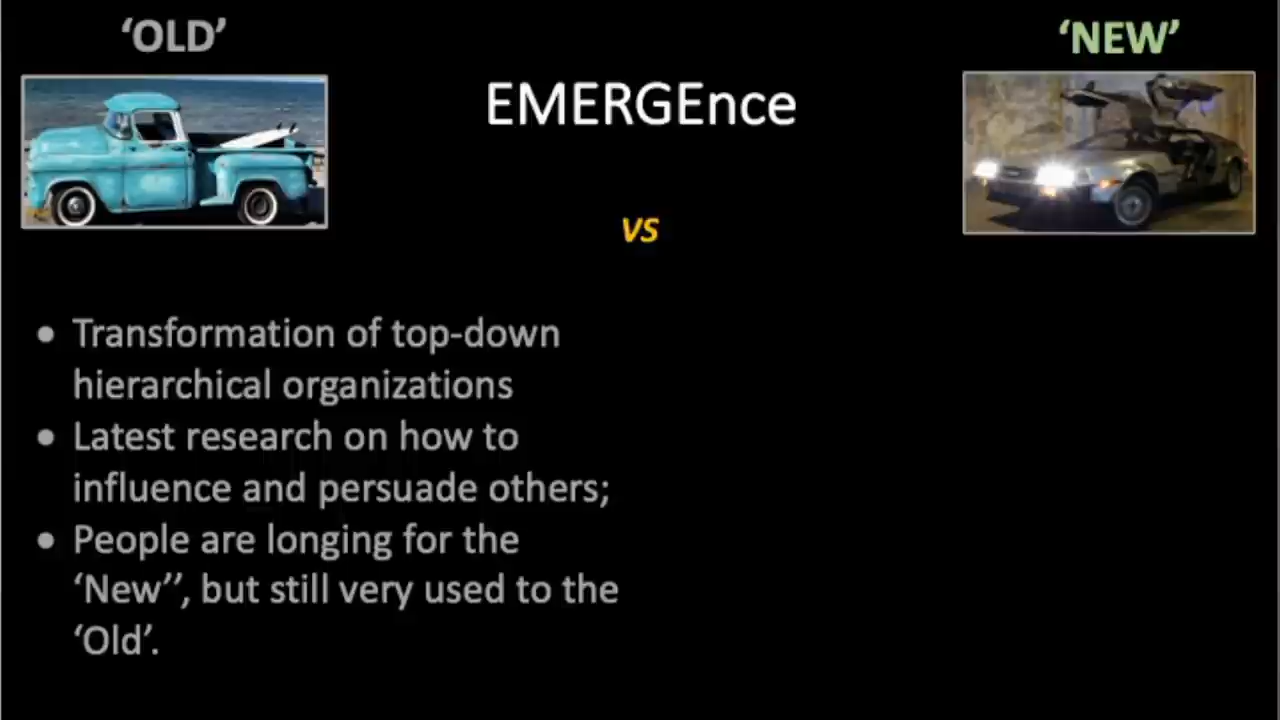 ‘OLD’
‘NEW’
EMERGEnce
VS
• Transformation of top-down
hierarchical organizations
• Latest research on how to
influence and persuade others;
• People are longing for the
‘New’’, but still very used to the
‘Old’.